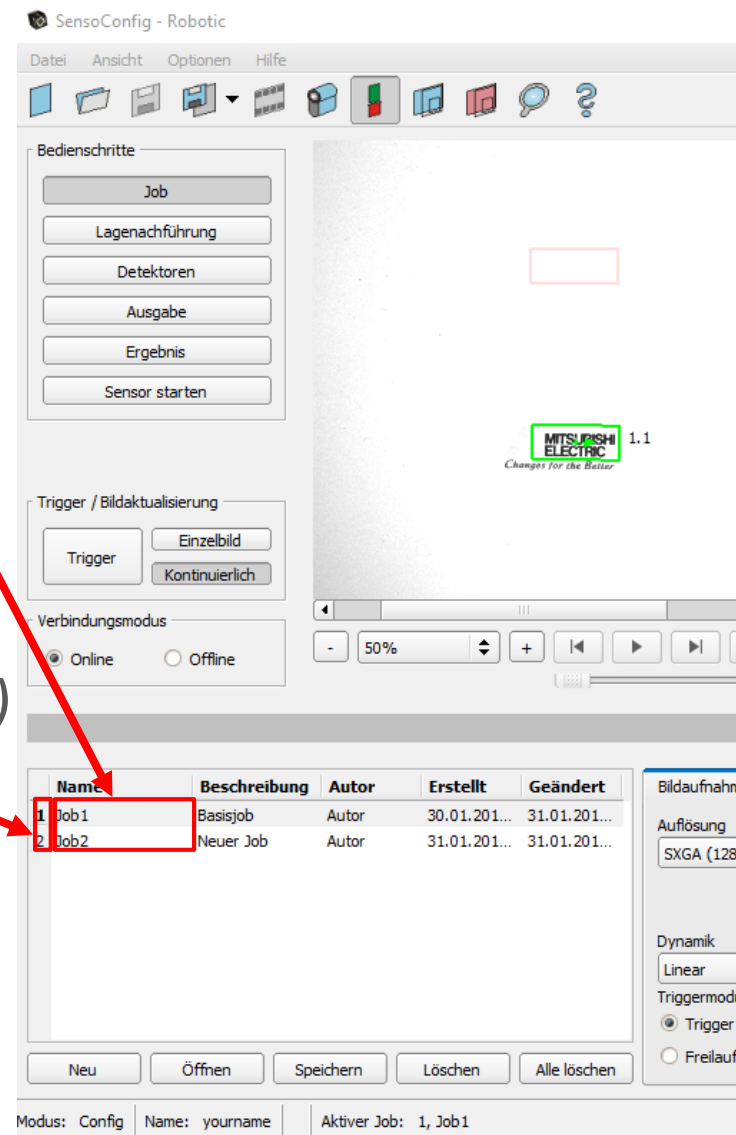 SensoConfig - Robotic
Datei Ansicht Optionen Hilfe
Bedienschritte
Job
Lagenachführung
Detektoren
Ausgabe
Ergebnis
Sensor starten
MITSUBISHI 1.1
ELECTRIC
Changes for the Better
Trigger / Bildaktualisierung
Trigger
Einzelbild
Kontinuierlich
Verbindungsmodus
Online Offline
- 50% +
)
Name Beschreibung Autor Erstellt Geändert
1 Job1 Basisjob Autor 30.01.201... 31.01.201...
2 Job2 Neuer Job Autor 31.01.201... 31.01.201...
Bildaufnahm
Auflösung
SXGA (128
Dynamik
Linear
Triggermodu
Trigger
Freilauf
Neu Öffnen Speichern Löschen Alle löschen
Modus: Config Name: yourname Aktiver Job: 1, Job1